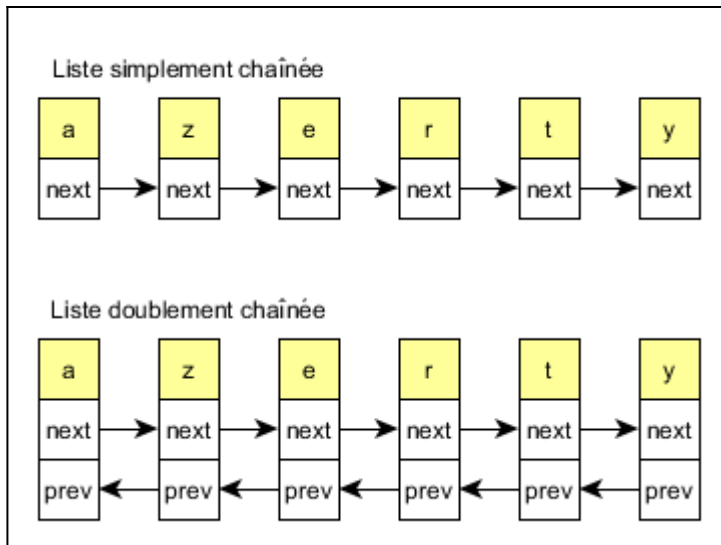 Liste simplement chaînée
a z e r t y
next next next next next next
Liste doublement chaînée
a z e r t y
next next next next next next
prev prev prev prev prev prev